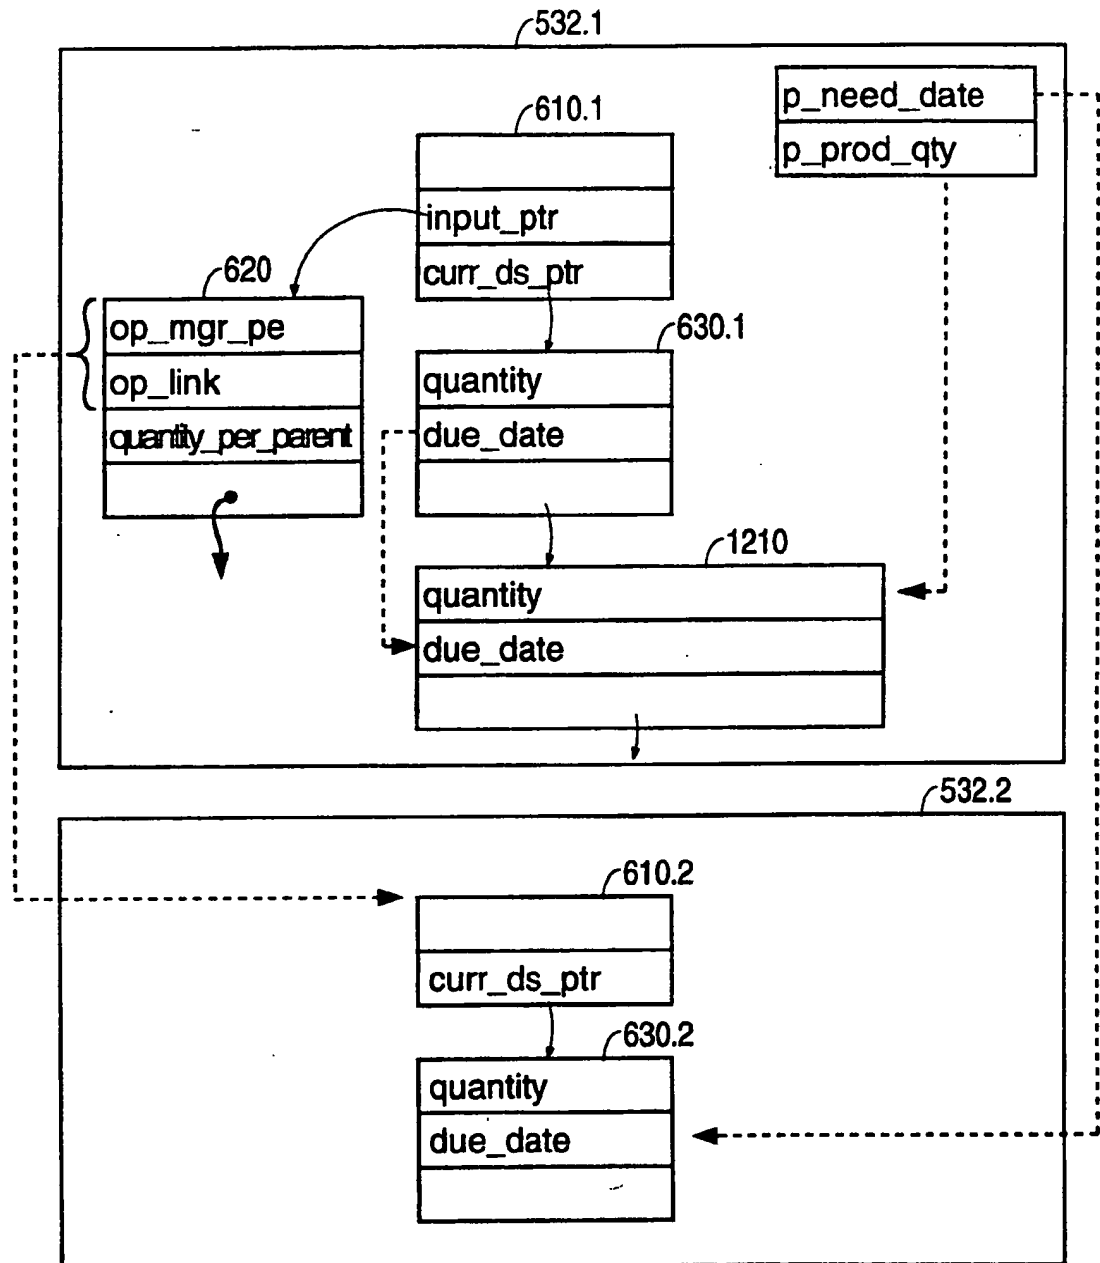 532.1
p_need_date
p_prod_qty
610.1
input_ptr
curr_ds_ptr
620
op_mgr_pe
op_link
quantity_per_parent
630.1
quantity
due_date
1210
quantity
due_date
532.2
610.2
curr_ds_ptr
630.2
quantity
due_date